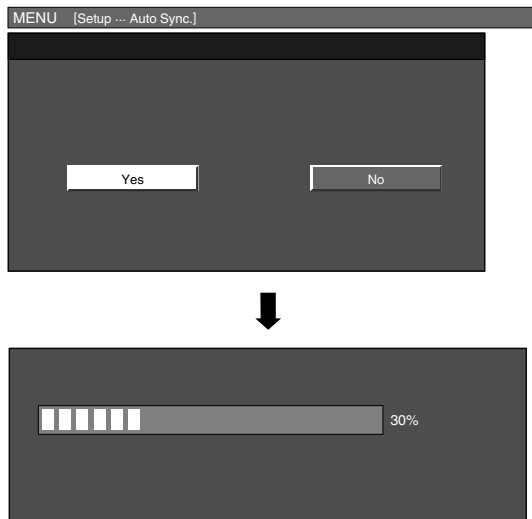 MENU [Setup ··· Auto Sync.]
Yes No
30%